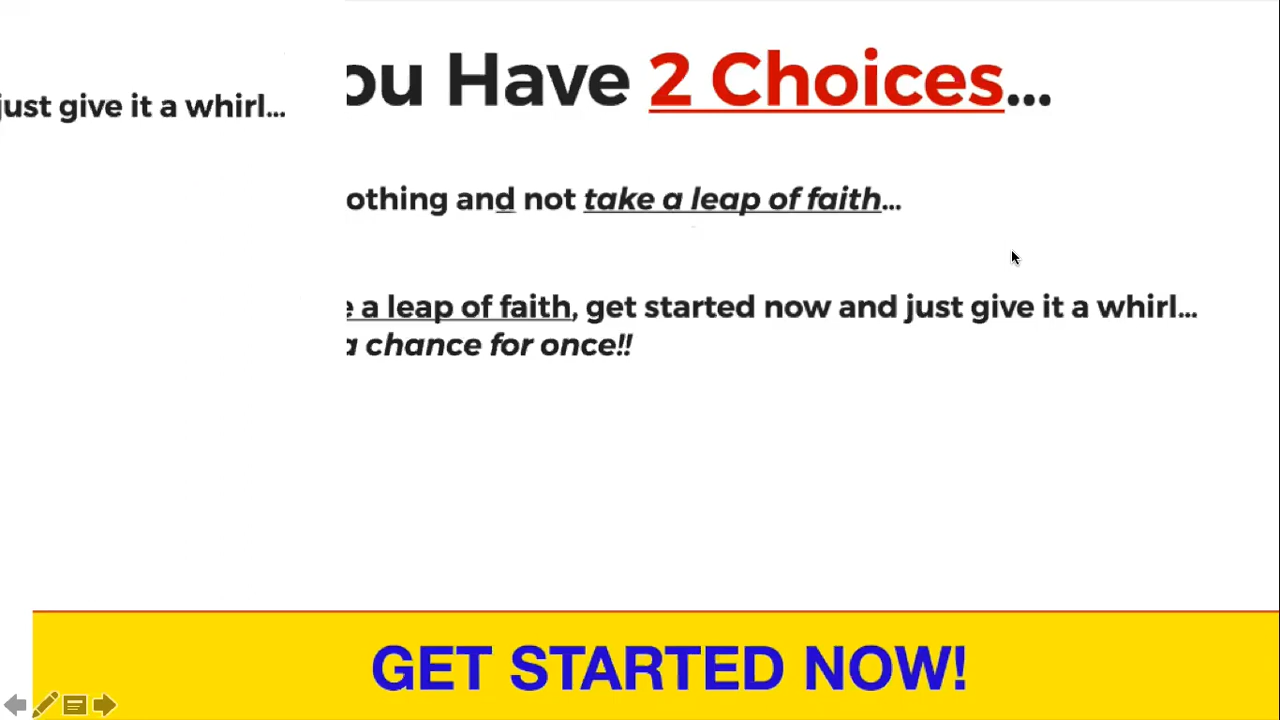 ou Have 2 Choices...
just give it a whirl...
othing and not take a leap of faith...
e a leap of faith, get started now and just give it a whirl...
a chance for once!!
GET STARTED NOW!